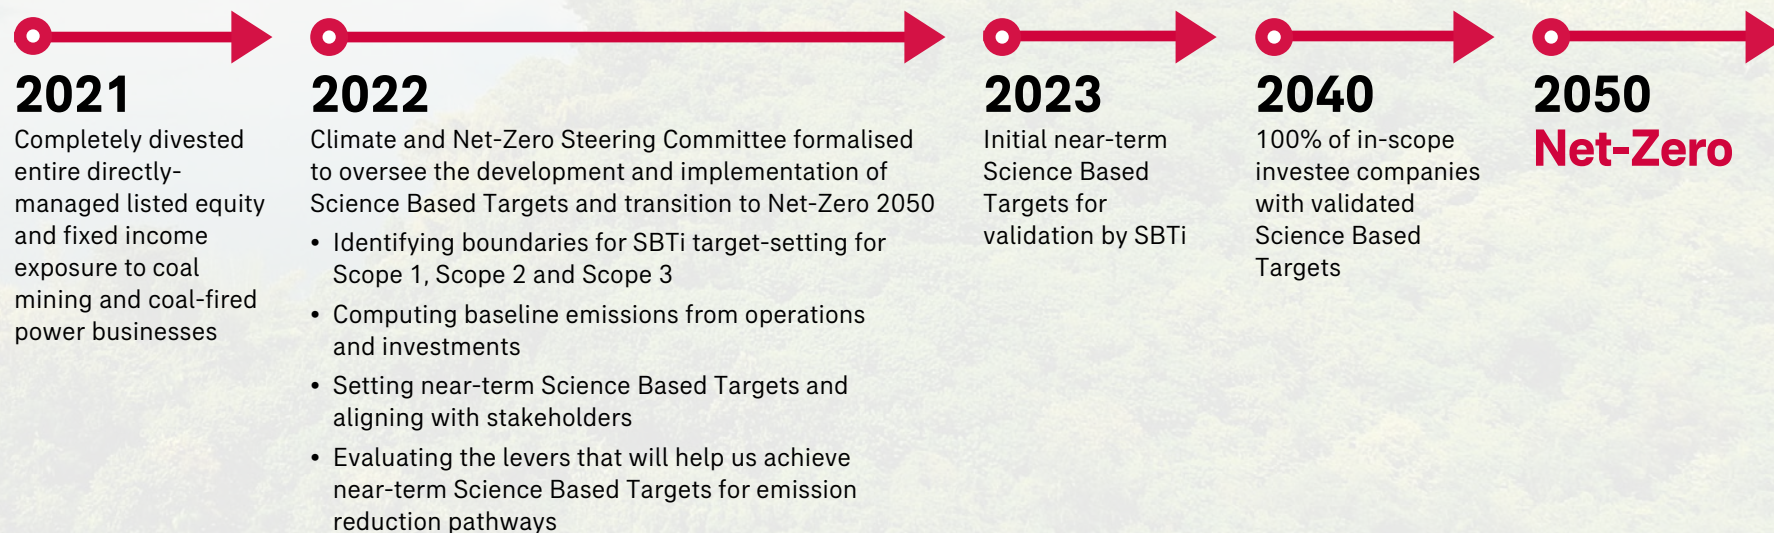 2021
Completely divested
entire directly-
managed listed equity
and fixed income
exposure to coal
mining and coal-fired
power businesses
2022
Climate and Net-Zero Steering Committee formalised
to oversee the development and implementation of
Science Based Targets and transition to Net-Zero 2050
• Identifying boundaries for SBTi target-setting for
Scope 1, Scope 2 and Scope 3
• Computing baseline emissions from operations
and investments
• Setting near-term Science Based Targets and
aligning with stakeholders
• Evaluating the levers that will help us achieve
near-term Science Based Targets for emission
reduction pathways
2023
Initial near-term
Science Based
Targets for
validation by SBTi
2040
100% of in-scope
investee companies
with validated
Science Based
Targets
2050
Net-Zero